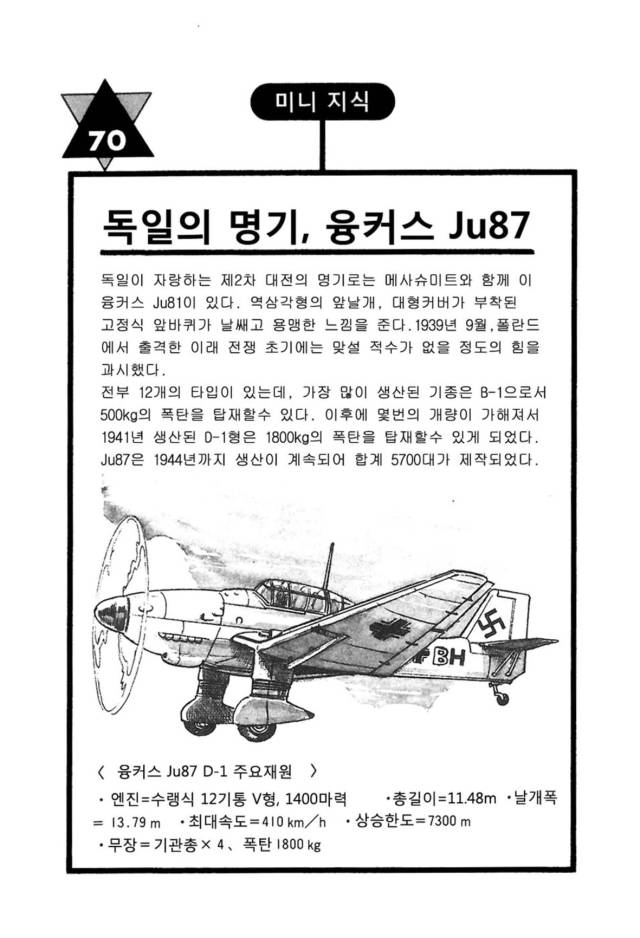 미니 지식
70
독일의 명기, 융커스 Ju87
독일이 자랑하는 제2차 대전의 명기로는 메사슈미트와 함께 이
융커스 Ju81이 있다. 역삼각형의 앞날개, 대형커버가 부착된
고정식 앞바퀴가 날쌔고 용맹한 느낌을 준다.1939년 9월,폴란드
에서 출격한 이래 전쟁 초기에는 맞설 적수가 없을 정도의 힘을
과시했다.
전부 12개의 타입이 있는데, 가장 많이 생산된 기종은 B-1으로서
500kg의 폭탄을 탑재할수 있다. 이후에 몇번의 개량이 가해져서
1941년 생산된 D-1형은 1800kg의 폭탄을 탑재할수 있게 되었다.
Ju87은 1944년까지 생산이 계속되어 합계 5700대가 제작되었다.
BH
〈 융커스 Ju87 D-1 주요재원 〉
・엔진=수랭식 12기통 V형, 1400마력 ・총길이=11.48m ・날개폭
= 13.79 m ・최대속도=410 km/h ・상승한도=7300 m
・무장=기관총×4、폭탄 1800 kg